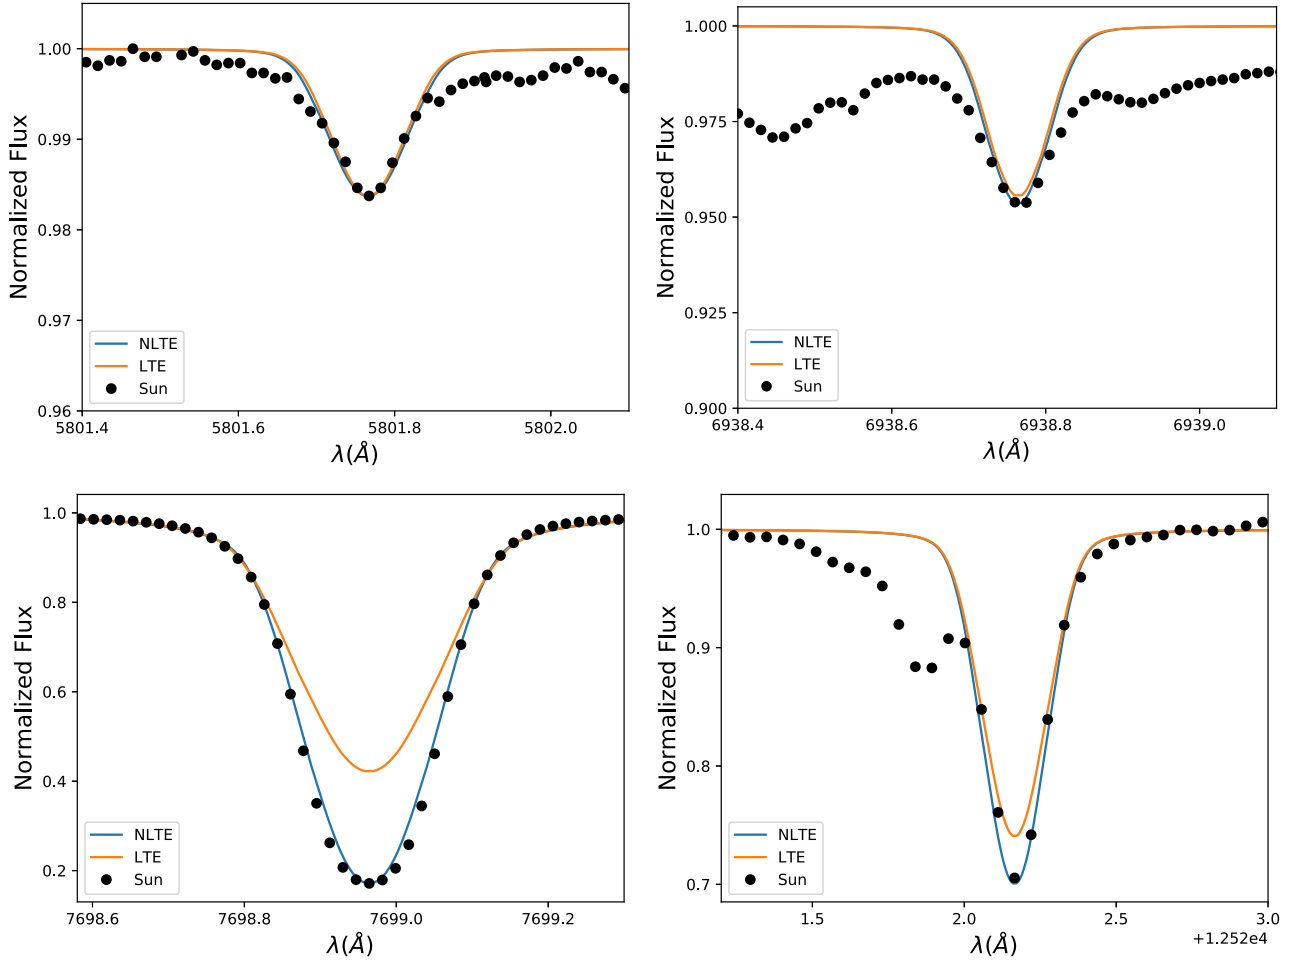 Normalized Flux
1.00
0.99
0.98
0.97
0.96
NLTE
LTE
Sun
5801.4
5801.6
5801.8
5802.0
λ(Å)
Normalized Flux
1.000
0.975
0.950
0.925
0.900
NLTE
LTE
Sun
6938.4
6938.6
6938.8
6939.0
λ(Å)
Normalized Flux
1.0
0.8
0.6
0.4
0.2
NLTE
LTE
Sun
7698.6
7698.8
7699.0
7699.2
λ(Å)
Normalized Flux
1.0
0.9
0.8
0.7
NLTE
LTE
Sun
1.5
2.0
2.5
3.0
λ(Å)
+1.252e4